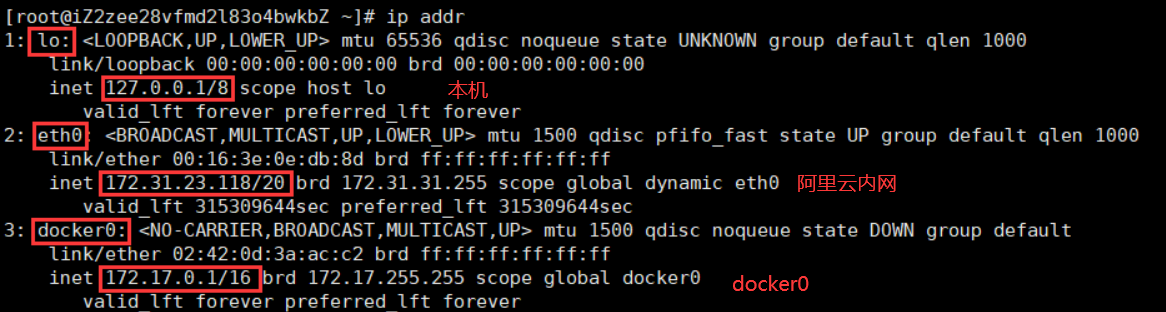 [root@iZ2zee28vfmd2l83o4bwkbZ ~]# ip addr
1: lo: <LOOPBACK,UP,LOWER_UP> mtu 65536 qdisc noqueue state UNKNOWN group default qlen 1000
link/loopback 00:00:00:00:00:00 brd 00:00:00:00:00:00
inet 127.0.0.1/8 scope host lo 本机
valid_lft forever preferred_lft forever
2: eth0: <BROADCAST,MULTICAST,UP,LOWER_UP> mtu 1500 qdisc pfifo_fast state UP group default qlen 1000
link/ether 00:16:3e:0e:db:8d brd ff:ff:ff:ff:ff:ff
inet 172.31.23.118/20 brd 172.31.31.255 scope global dynamic eth0 阿里云内网
valid_lft 315309644sec preferred_lft 315309644sec
3: docker0: <NO-CARRIER,BROADCAST,MULTICAST,UP> mtu 1500 qdisc noqueue state DOWN group default
link/ether 02:42:0d:3a:ac:c2 brd ff:ff:ff:ff:ff:ff
inet 172.17.0.1/16 brd 172.17.255.255 scope global docker0 docker0
valid_lft forever preferred_lft forever